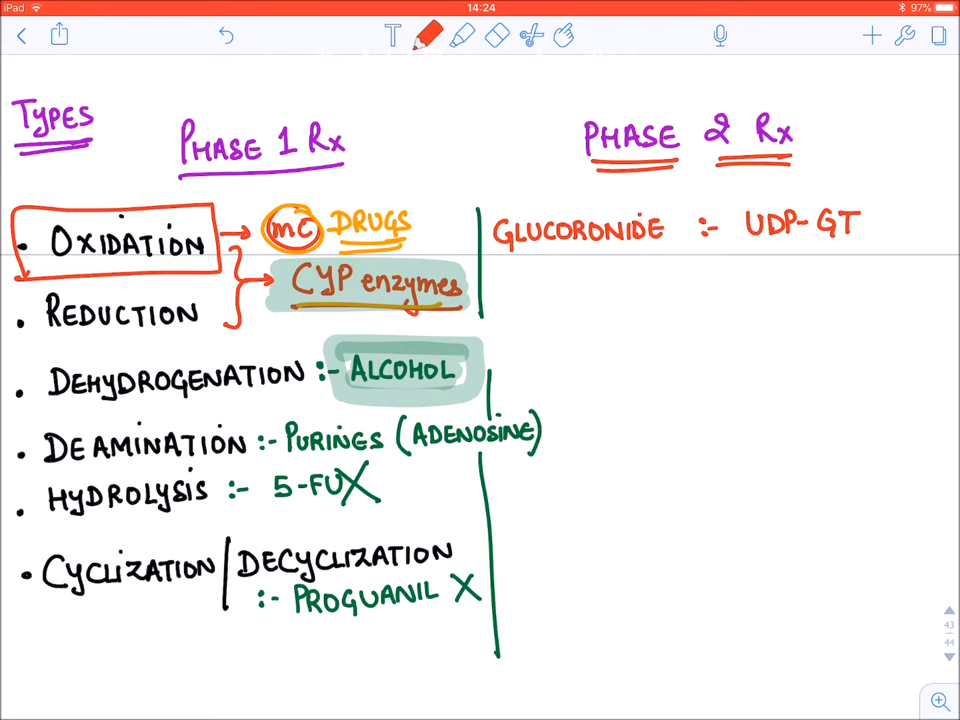 iPad 14:24 97%
TYPES
PHASE 1 Rx
PHASE 2 Rx
• OXIDATION → mC DRUGS
CYP enzymes
• REDUCTION
• DEHYDROGENATION :- ALCOHOL
• DEAMINATION :- PURINES (ADENOSINE)
• HYDROLYSIS :- 5-FU X
• CYCLIZATION / DECYCLIZATION
:- PROGUANIL X
GLUCORONIDE :- UDP-GT
43
44